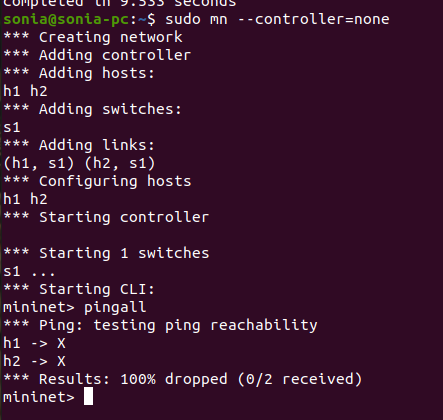 completed in 9.533 seconds
sonia@sonia-pc:~$ sudo mn --controller=none
*** Creating network
*** Adding controller
*** Adding hosts:
h1 h2
*** Adding switches:
s1
*** Adding links:
(h1, s1) (h2, s1)
*** Configuring hosts
h1 h2
*** Starting controller
*** Starting 1 switches
s1 ...
*** Starting CLI:
mininet> pingall
*** Ping: testing ping reachability
h1 -> X
h2 -> X
*** Results: 100% dropped (0/2 received)
mininet>